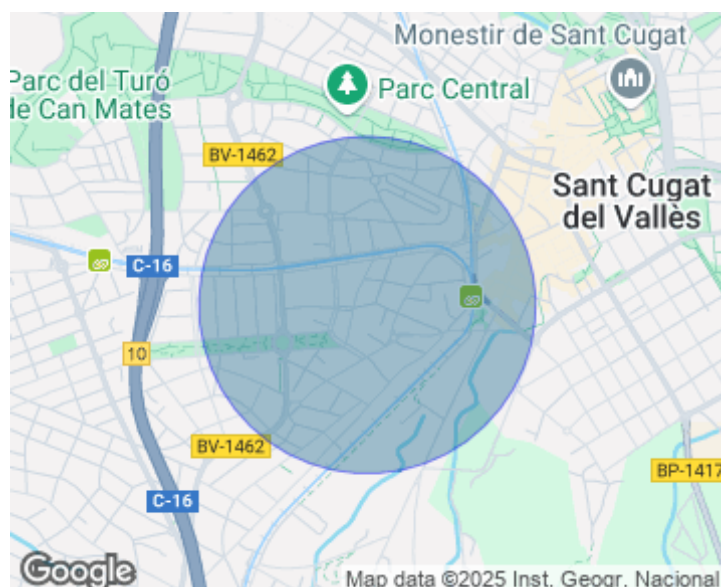 Monestir de Sant Cugat
Parc del Turó
de Can Mates
Parc Central
BV-1462
Sant Cugat
del Vallès
C-16
10
BV-1462
BP-1417
C-16
Google
Map data ©2025 Inst. Geogr. Nacional